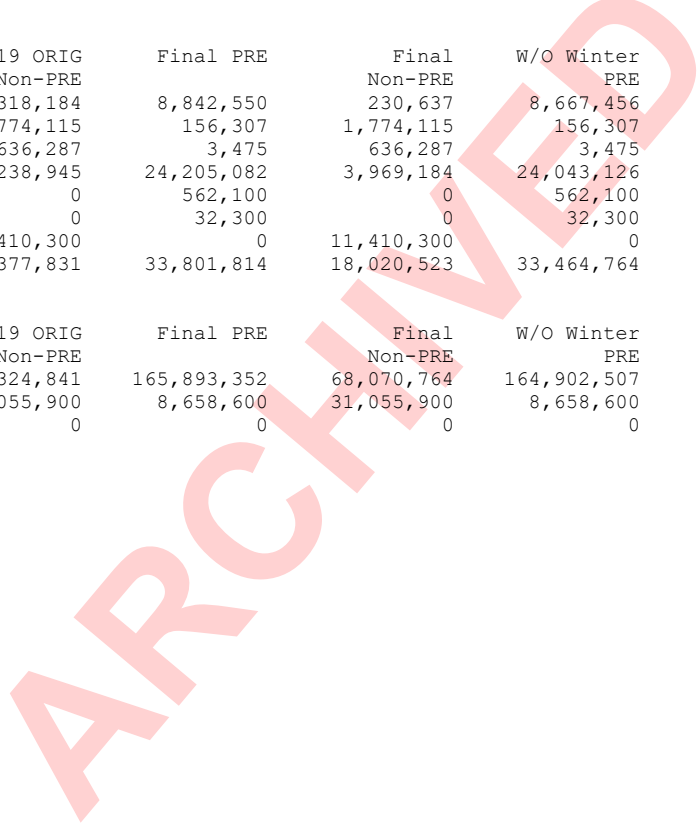 19 ORIG Final PRE Final W/O Winter
Non-PRE Non-PRE PRE
318,184 8,842,550 230,637 8,667,456
774,115 156,307 1,774,115 156,307
636,287 3,475 636,287 3,475
238,945 24,205,082 3,969,184 24,043,126
0 562,100 0 562,100
0 32,300 0 32,300
410,300 0 11,410,300 0
377,831 33,801,814 18,020,523 33,464,764
19 ORIG Final PRE Final W/O Winter
Non-PRE Non-PRE PRE
324,841 165,893,352 68,070,764 164,902,507
055,900 8,658,600 31,055,900 8,658,600
0 0 0 0
ARCHIVED